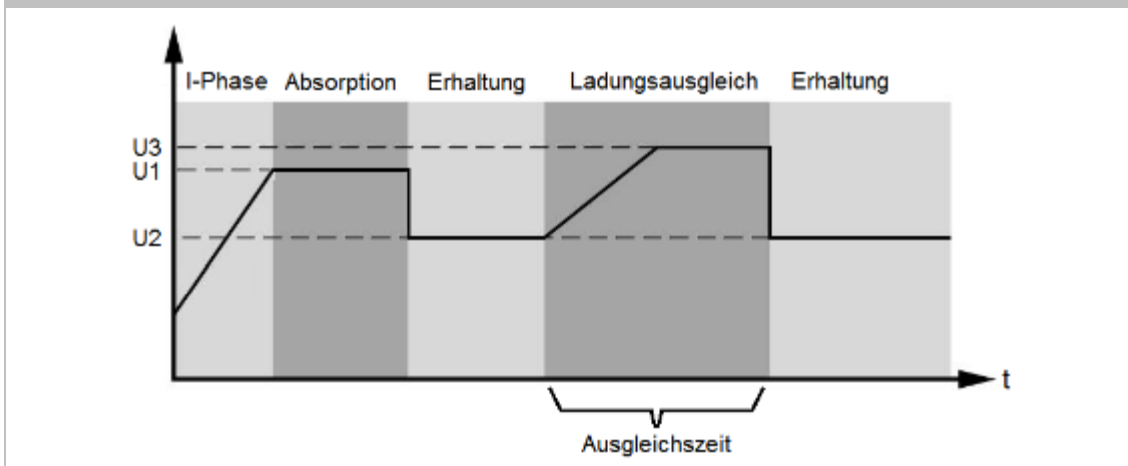 I-Phase Absorption Erhaltung Ladungsausgleich Erhaltung
U3
U1
U2
t
Ausgleichszeit